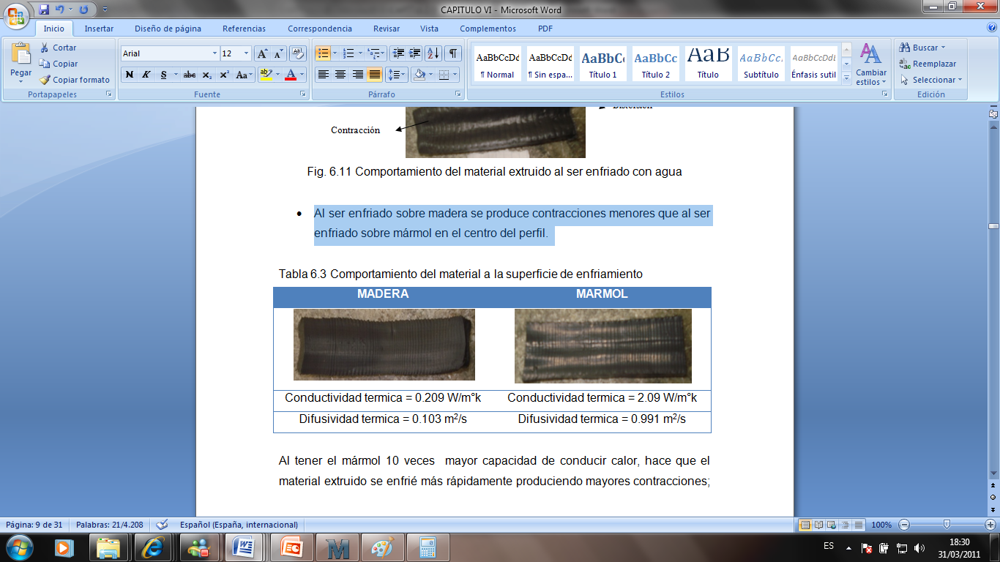 CAPITULO VI - Microsoft Word
Inicio Insertar Diseño de página Referencias Correspondencia Revisar Vista Complementos PDF
Pegar
Cortar
Copiar
Copiar formato
Portapapeles
Arial 12
N K S abc x₂ x² Aa A
Fuente
Párrafo
AaBbCcDd AaBbCcDd AaBbCc AaBbCc AaB AaBbCc. AaBbCcDdE
¶ Normal ¶ Sin espa... Título 1 Título 2 Título Subtítulo Énfasis sutil
Cambiar
estilos
Estilos
Buscar
Reemplazar
Seleccionar
Edición
Distorsión
Contracción
Fig. 6.11 Comportamiento del material extruido al ser enfriado con agua
• Al ser enfriado sobre madera se produce contracciones menores que al ser
enfriado sobre mármol en el centro del perfil.
Tabla 6.3 Comportamiento del material a la superficie de enfriamiento
MADERA MARMOL
Conductividad termica = 0.209 W/m°k Conductividad termica = 2.09 W/m°k
Difusividad termica = 0.103 m²/s Difusividad termica = 0.991 m²/s
Al tener el mármol 10 veces mayor capacidad de conducir calor, hace que el
material extruido se enfrié más rápidamente produciendo mayores contracciones;
Página: 9 de 31 Palabras: 21/4.208 Español (España, internacional) 100%
ES 18:30
31/03/2011